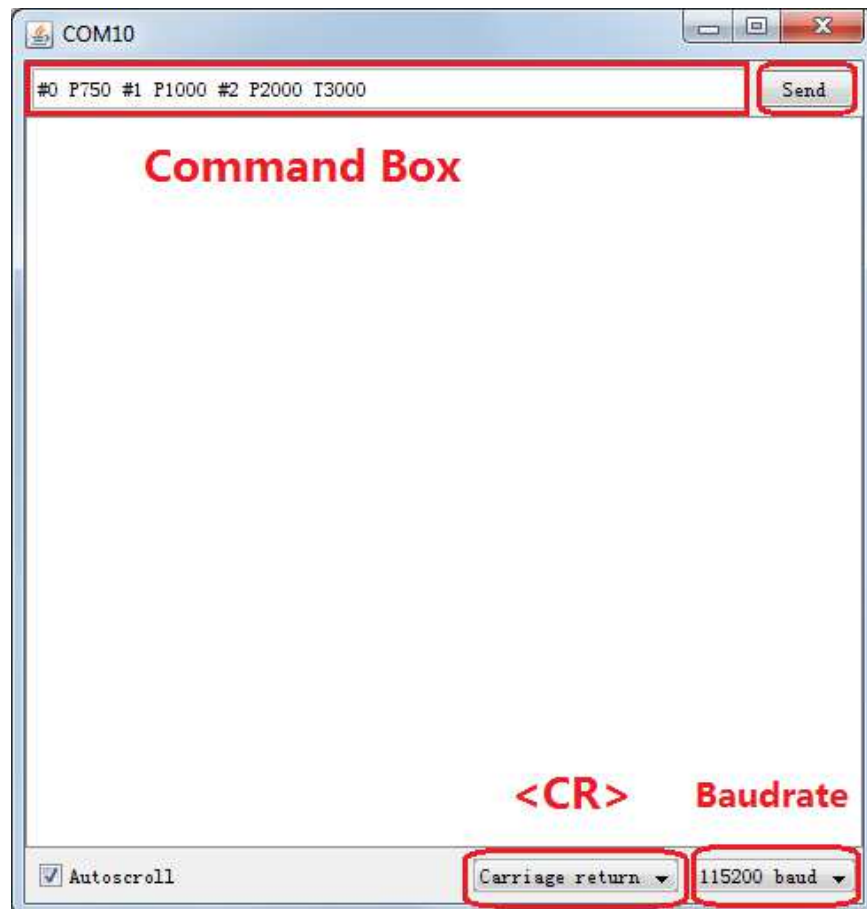 COM10
#0 P750 #1 P1000 #2 P2000 T3000
Send
Command Box
<CR> Baudrate
Autoscroll Carriage return 115200 baud